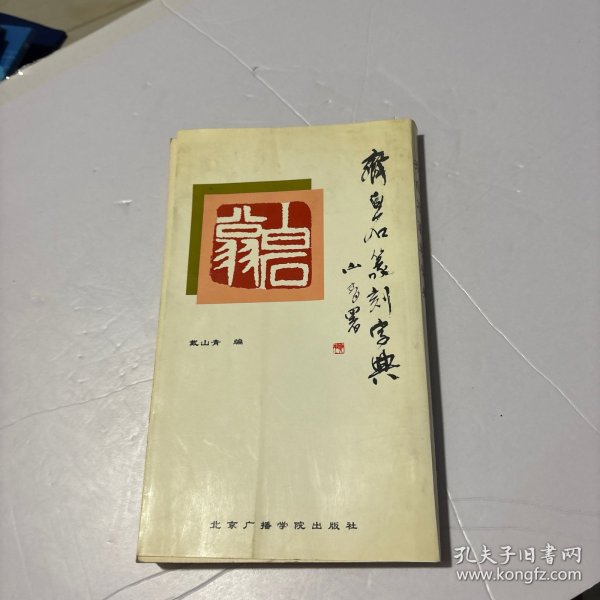 齐白石篆刻字典
山青署
戴山青 编
北京广播学院出版社
孔夫子旧书网
www.kongfz.com